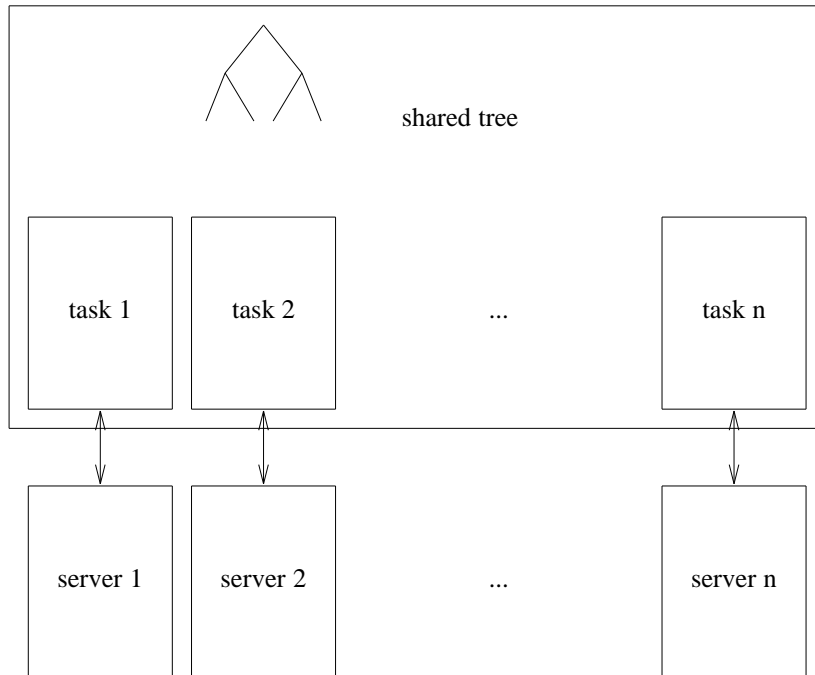 shared tree
task 1 task 2 ... task n
server 1 server 2 ... server n